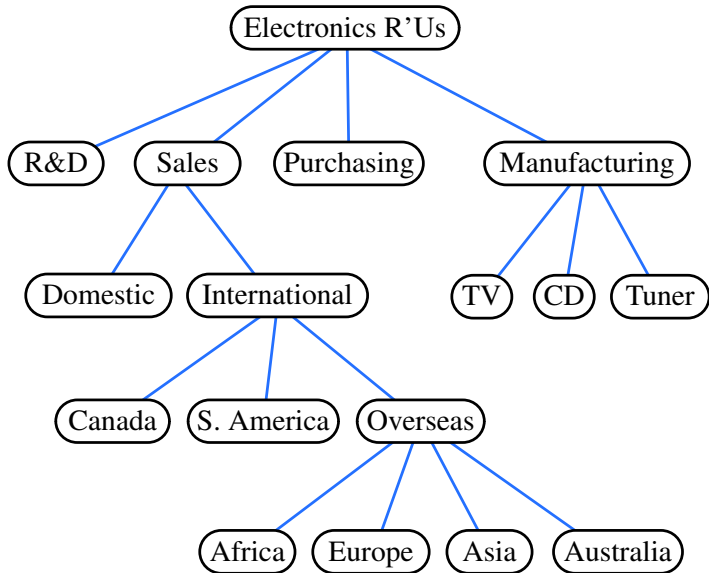 Electronics R’Us
R&D Sales Purchasing Manufacturing
Domestic International TV CD Tuner
Canada S. America Overseas
Africa Europe Asia Australia